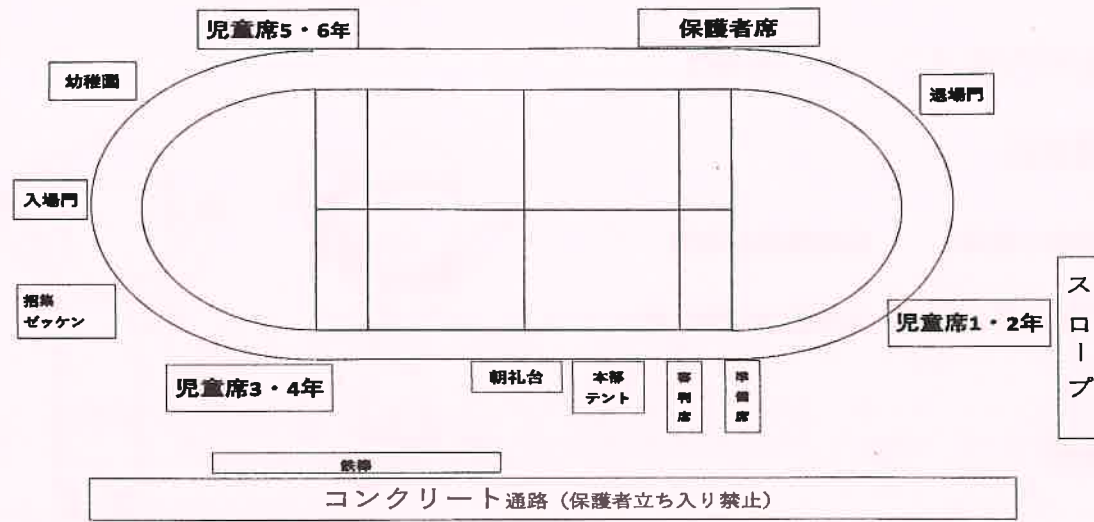 児童席5・6年
保護者席
幼稚園
退場門
入場門
招集
ゼッケン
スロープ
児童席1・2年
児童席3・4年
朝礼台
本部
テント
審判席
準備席
鉄棒
コンクリート通路（保護者立ち入り禁止）